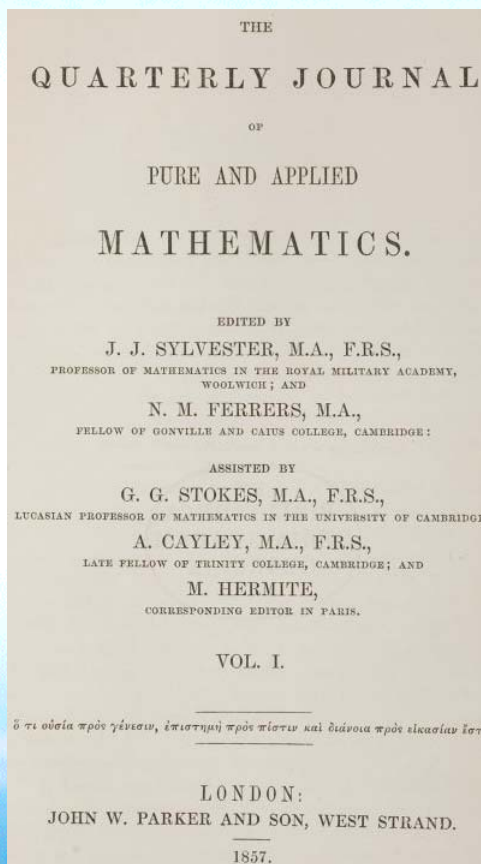 THE
QUARTERLY JOURNAL
OF
PURE AND APPLIED
MATHEMATICS.
EDITED BY
J. J. SYLVESTER, M.A., F.R.S.,
PROFESSOR OF MATHEMATICS IN THE ROYAL MILITARY ACADEMY,
WOOLWICH; AND
N. M. FERRERS, M.A.,
FELLOW OF GONVILLE AND CAIUS COLLEGE, CAMBRIDGE:
ASSISTED BY
G. G. STOKES, M.A., F.R.S.,
LUCASIAN PROFESSOR OF MATHEMATICS IN THE UNIVERSITY OF CAMBRIDG
A. CAYLEY, M.A., F.R.S.,
LATE FELLOW OF TRINITY COLLEGE, CAMBRIDGE; AND
M. HERMITE,
CORRESPONDING EDITOR IN PARIS.
VOL. I.
ὅ τι οὐσία πρὸς γένεσιν, ἐπιστημὴ πρὸς πίστιν καὶ διάνοια πρὸς εἰκασίαν ἔστ
LONDON:
JOHN W. PARKER AND SON, WEST STRAND.
1857.